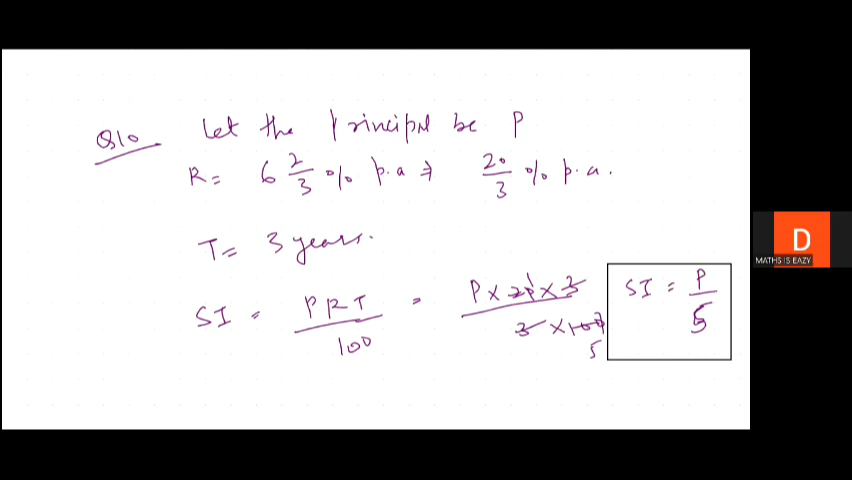 Q10. Let the Principal be P
R = 6 2/3 % p.a ⇒ 20/3 % p.a.
T = 3 years.
SI = PRT/100 = P × 20 × 3 / 3 × 100 1 5
SI = P/5
D
MATHS IS EAZY